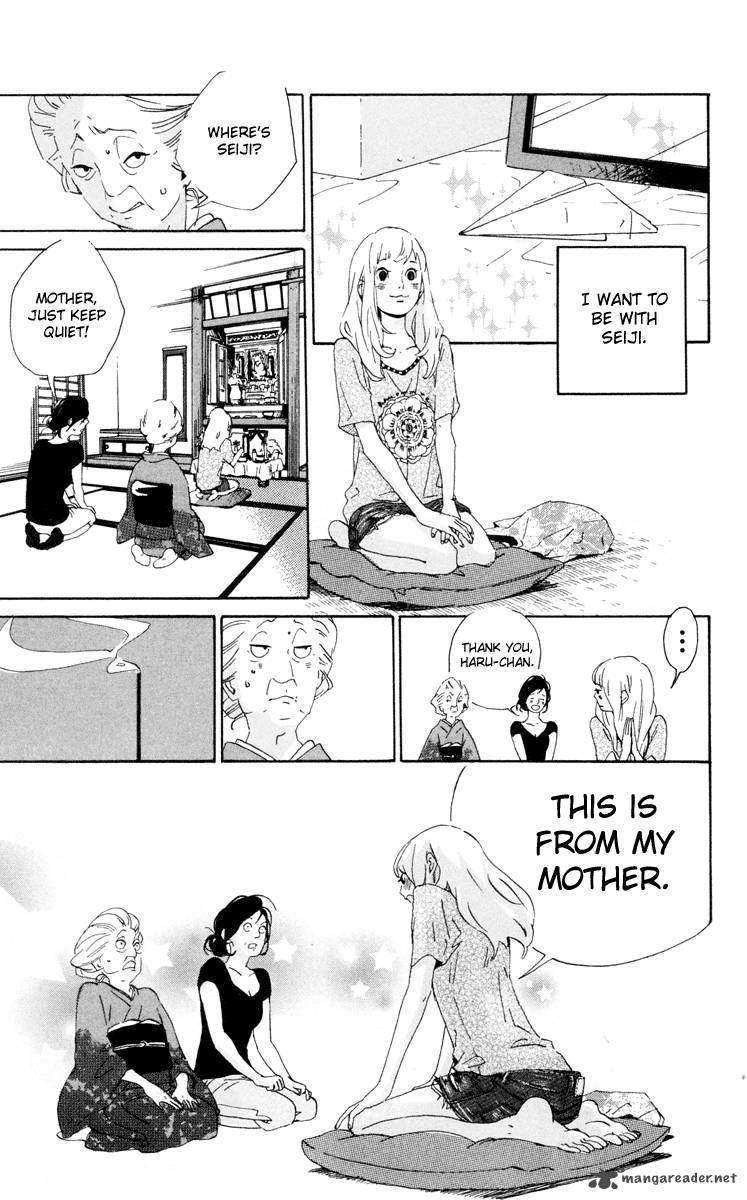 I WANT TO
BE WITH
SEIJI.
WHERE'S
SEIJI?
MOTHER,
JUST KEEP
QUIET!
...
THANK YOU,
HARU-CHAN.
THIS IS
FROM MY
MOTHER.
mangareader.net